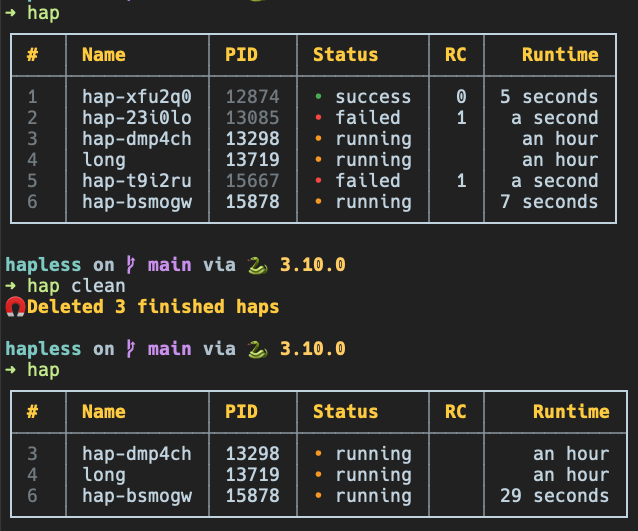 ➜ hap
# Name PID Status RC Runtime
1 hap-xfu2q0 12874 • success 0 5 seconds
2 hap-23i0lo 13085 • failed 1 a second
3 hap-dmp4ch 13298 • running an hour
4 long 13719 • running an hour
5 hap-t9i2ru 15667 • failed 1 a second
6 hap-bsmogw 15878 • running 7 seconds
hapless on main via 🐍 3.10.0
➜ hap clean
🧲Deleted 3 finished haps
hapless on main via 🐍 3.10.0
➜ hap
# Name PID Status RC Runtime
3 hap-dmp4ch 13298 • running an hour
4 long 13719 • running an hour
6 hap-bsmogw 15878 • running 29 seconds